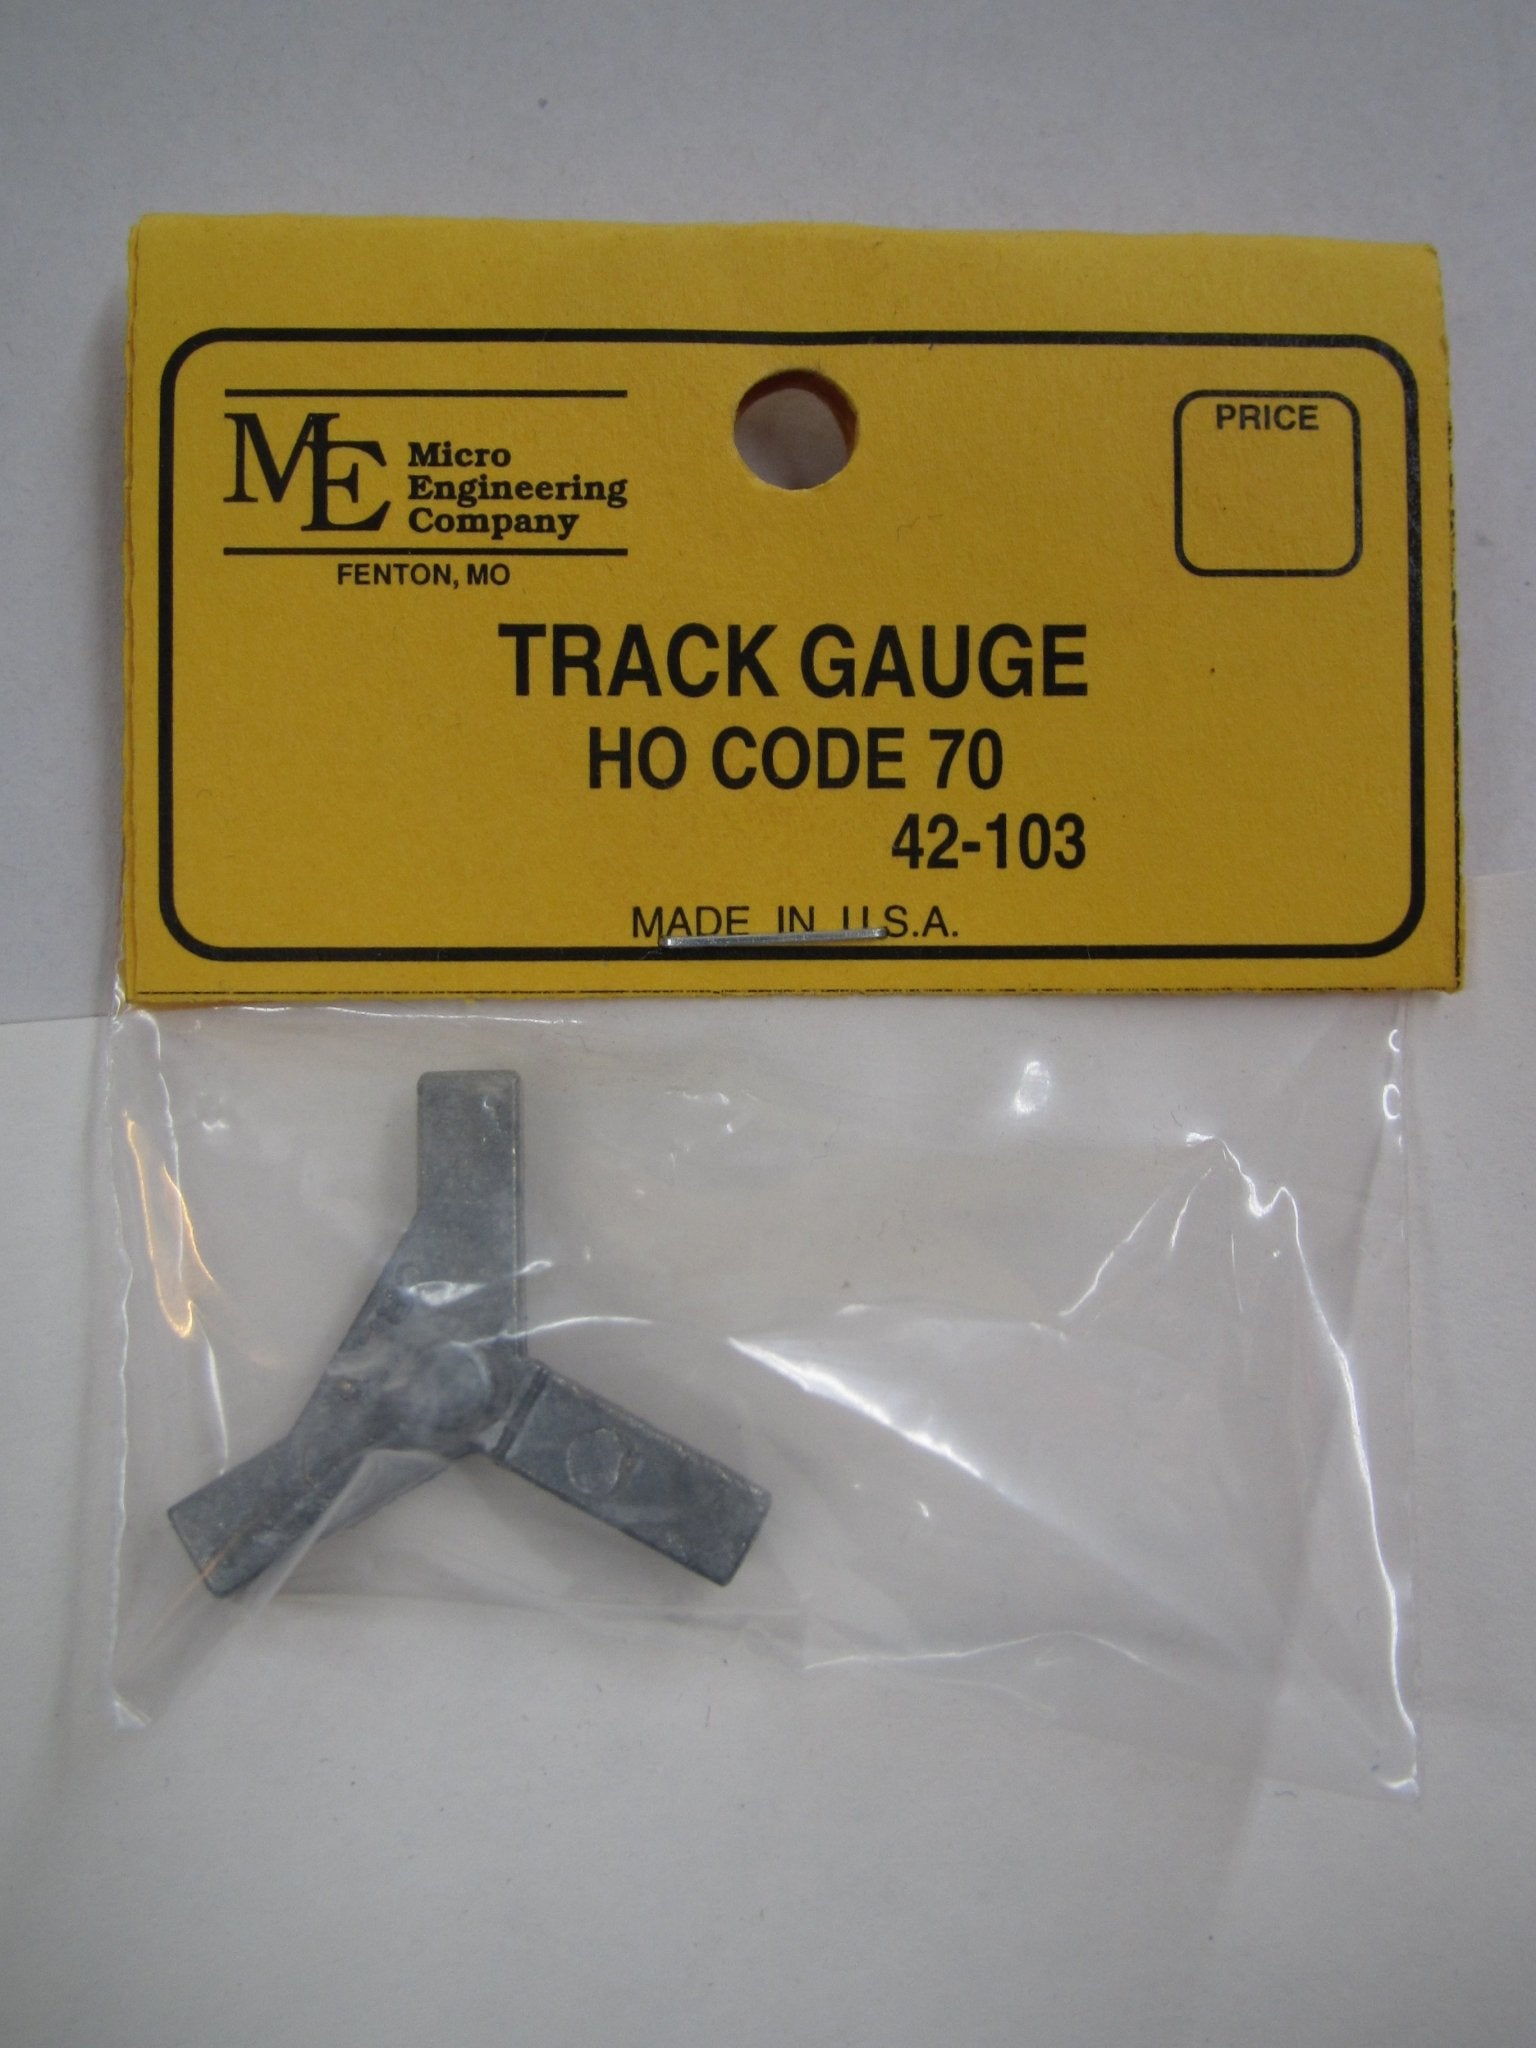 ME
Micro
Engineering
Company
FENTON, MO
PRICE
TRACK GAUGE
HO CODE 70
42-103
MADE IN U.S.A.